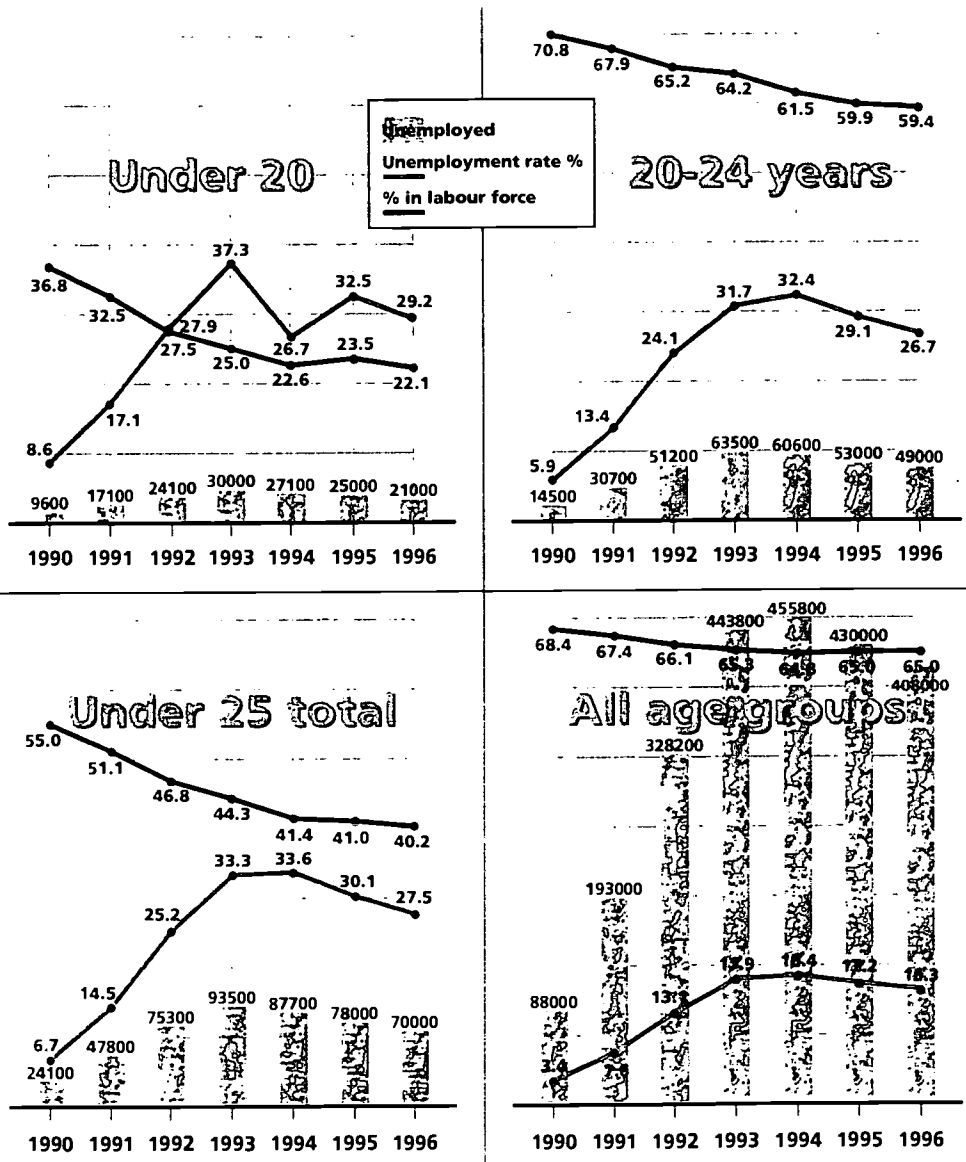 Unemployed
Unemployment rate %
% in labour force
Under 20
36.8
32.5
27.9
27.5
37.3
25.0
26.7
22.6
32.5
23.5
29.2
22.1
8.6
17.1
9600 17100 24100 30000 27100 25000 21000
1990 1991 1992 1993 1994 1995 1996
20-24 years
70.8 67.9 65.2 64.2 61.5 59.9 59.4
5.9 13.4 24.1 31.7 32.4 29.1 26.7
14500 30700 51200 63500 60600 53000 49000
1990 1991 1992 1993 1994 1995 1996
Under 25 total
55.0 51.1 46.8 44.3 41.4 41.0 40.2
6.7 14.5 25.2 33.3 33.6 30.1 27.5
24100 47800 75300 93500 87700 78000 70000
1990 1991 1992 1993 1994 1995 1996
All age groups
68.4 67.4 66.1 65.3 65.0 65.0
88000 193000 328200 443800 455800 430000 408000
1990 1991 1992 1993 1994 1995 1996